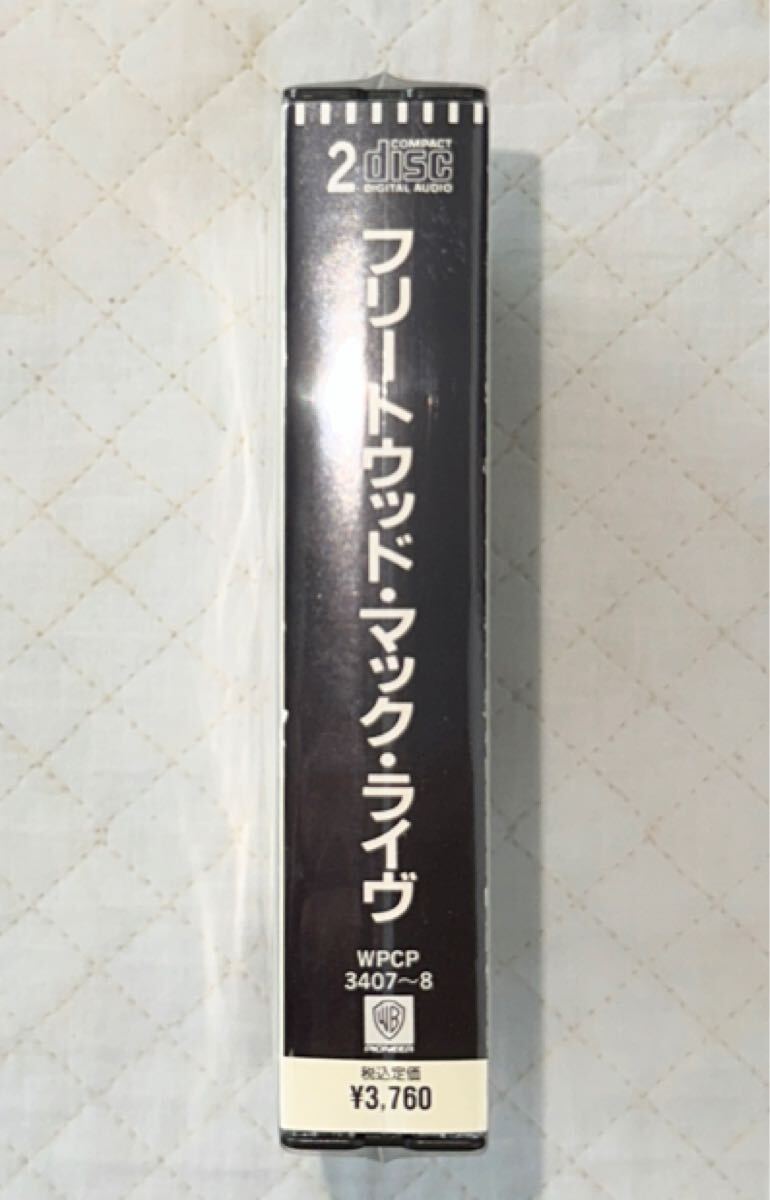 2 COMPACT disc DIGITAL AUDIO
フリートウッド・マック・ライヴ
WPCP
3407〜8
WB
PIONEER
税込定価
¥3,760